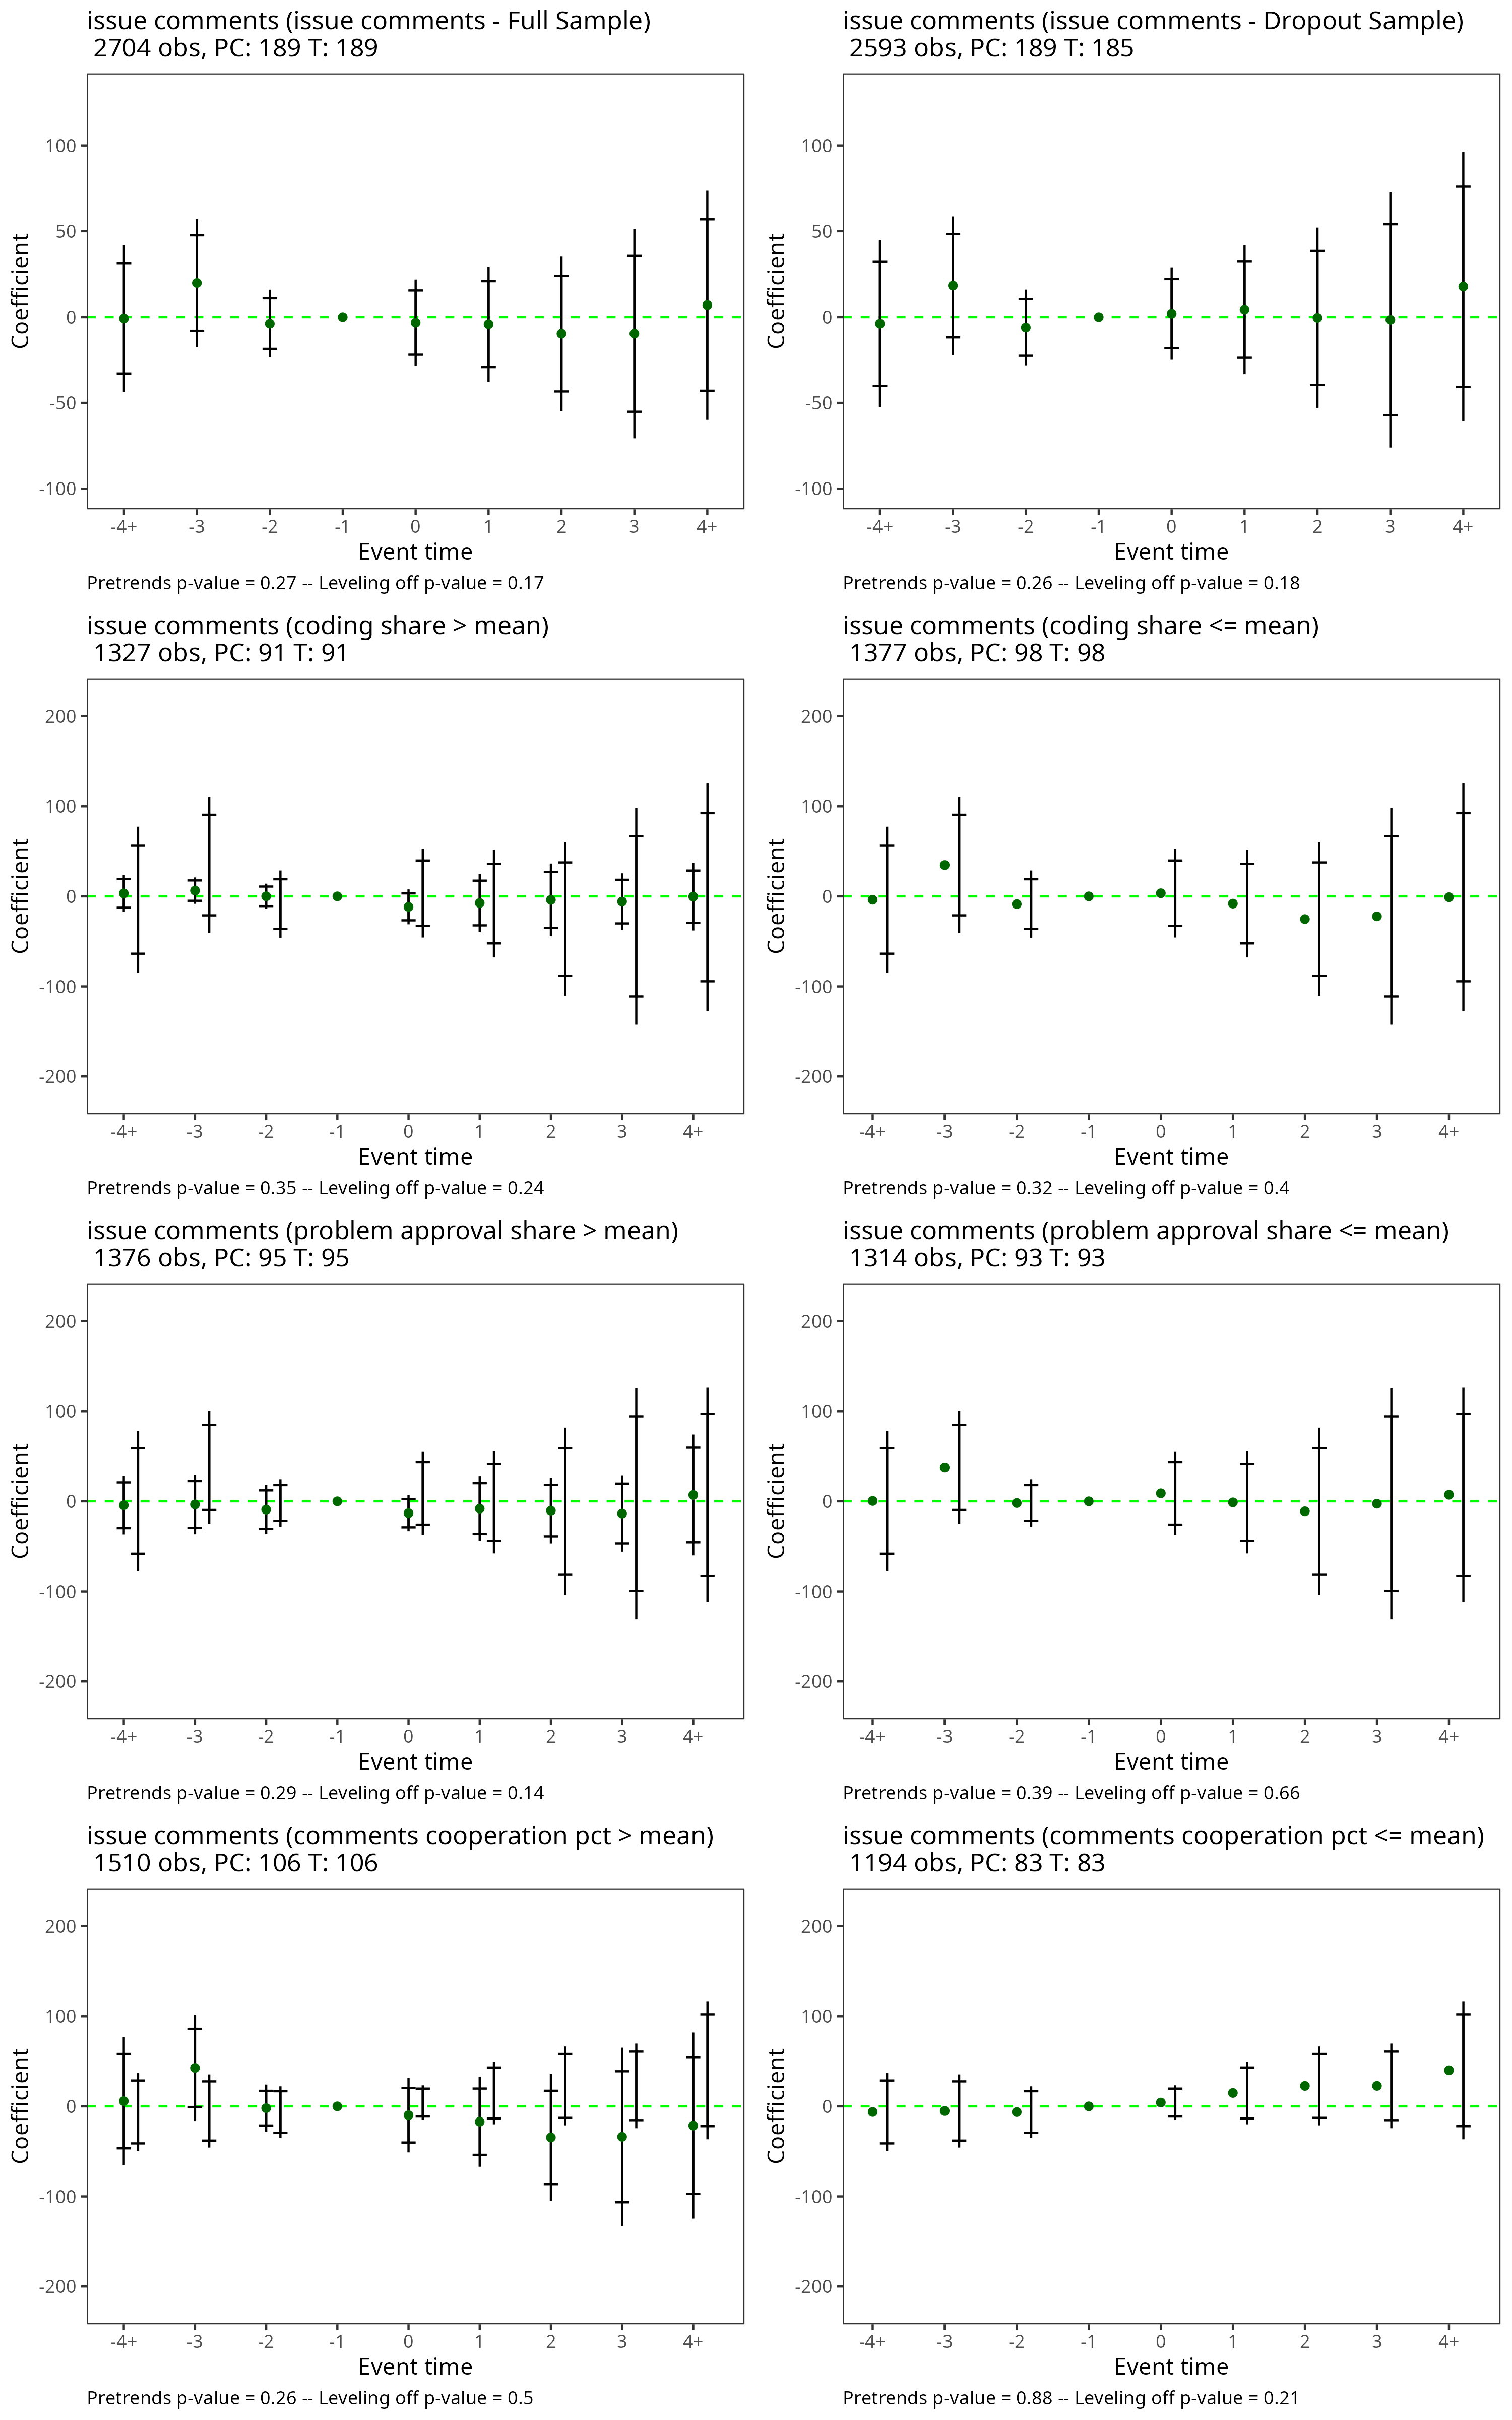 issue comments (issue comments - Full Sample)
2704 obs, PC: 189 T: 189
Coefficient
100
50
0
-50
-100
-4+ -3 -2 -1 0 1 2 3 4+
Event time
Pretrends p-value = 0.27 -- Leveling off p-value = 0.17
issue comments (issue comments - Dropout Sample)
2593 obs, PC: 189 T: 185
Coefficient
100
50
0
-50
-100
-4+ -3 -2 -1 0 1 2 3 4+
Event time
Pretrends p-value = 0.26 -- Leveling off p-value = 0.18
issue comments (coding share > mean)
1327 obs, PC: 91 T: 91
Coefficient
200
100
0
-100
-200
-4+ -3 -2 -1 0 1 2 3 4+
Event time
Pretrends p-value = 0.35 -- Leveling off p-value = 0.24
issue comments (coding share <= mean)
1377 obs, PC: 98 T: 98
Coefficient
200
100
0
-100
-200
-4+ -3 -2 -1 0 1 2 3 4+
Event time
Pretrends p-value = 0.32 -- Leveling off p-value = 0.4
issue comments (problem approval share > mean)
1376 obs, PC: 95 T: 95
Coefficient
200
100
0
-100
-200
-4+ -3 -2 -1 0 1 2 3 4+
Event time
Pretrends p-value = 0.29 -- Leveling off p-value = 0.14
issue comments (problem approval share <= mean)
1314 obs, PC: 93 T: 93
Coefficient
200
100
0
-100
-200
-4+ -3 -2 -1 0 1 2 3 4+
Event time
Pretrends p-value = 0.39 -- Leveling off p-value = 0.66
issue comments (comments cooperation pct > mean)
1510 obs, PC: 106 T: 106
Coefficient
200
100
0
-100
-200
-4+ -3 -2 -1 0 1 2 3 4+
Event time
Pretrends p-value = 0.26 -- Leveling off p-value = 0.5
issue comments (comments cooperation pct <= mean)
1194 obs, PC: 83 T: 83
Coefficient
200
100
0
-100
-200
-4+ -3 -2 -1 0 1 2 3 4+
Event time
Pretrends p-value = 0.88 -- Leveling off p-value = 0.21